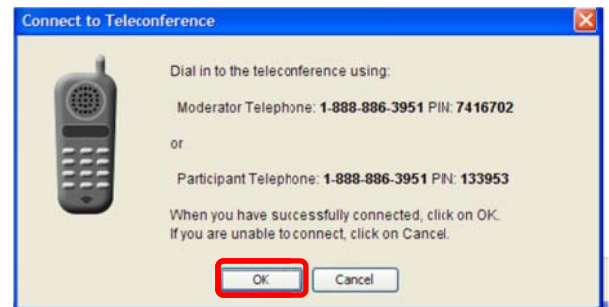 Connect to Teleconference
Dial in to the teleconference using:
Moderator Telephone: 1-888-886-3951 PIN: 7416702
or
Participant Telephone: 1-888-886-3951 PIN: 133953
When you have successfully connected, click on OK.
If you are unable to connect, click on Cancel.
OK
Cancel